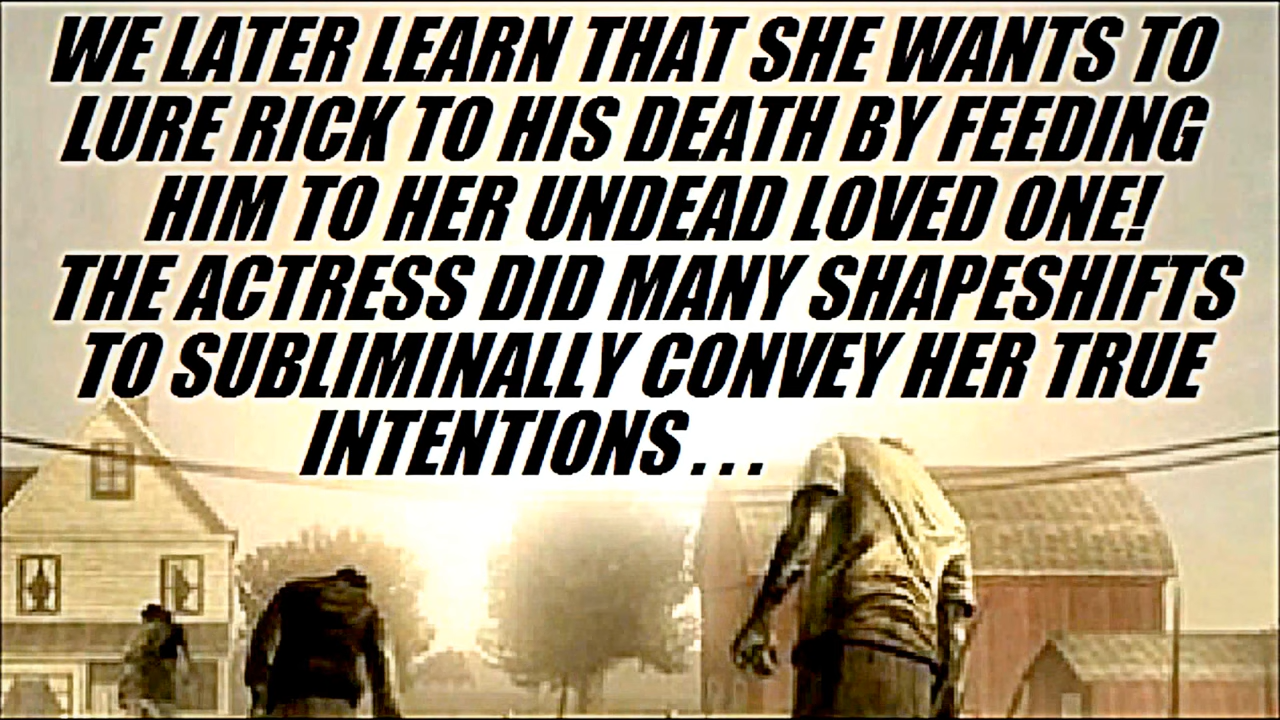 WE LATER LEARN THAT SHE WANTS TO
LURE RICK TO HIS DEATH BY FEEDING
HIM TO HER UNDEAD LOVED ONE!
THE ACTRESS DID MANY SHAPESHIFTS
TO SUBLIMINALLY CONVEY HER TRUE
INTENTIONS...